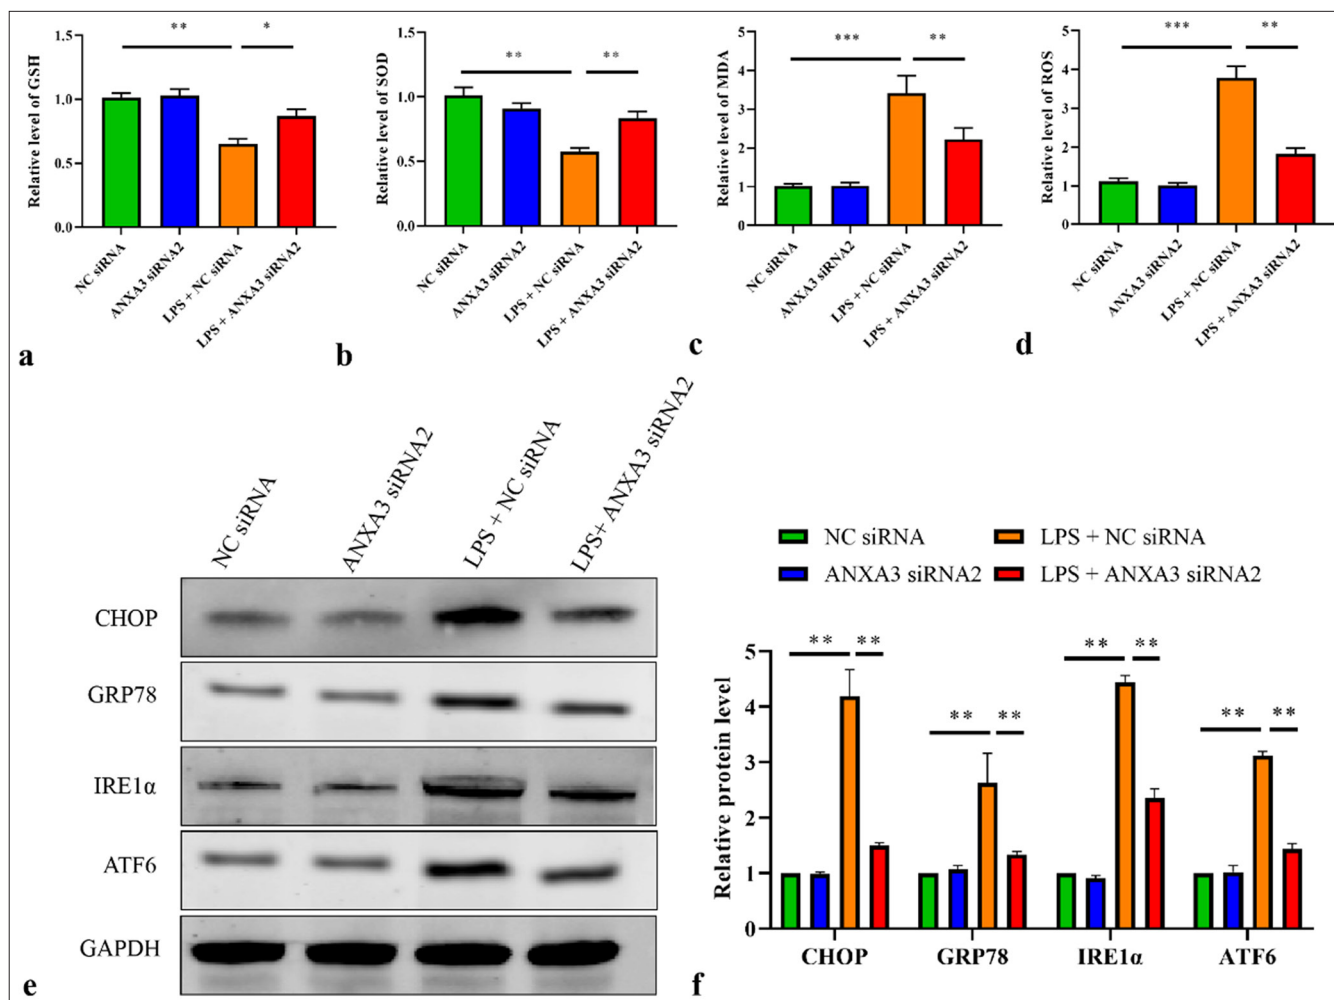 Relative level of GSH
1.5
1.0
0.5
0.0
** *
NC siRNA
ANXA3 siRNA2
LPS + NC siRNA
LPS + ANXA3 siRNA2
a
Relative level of SOD
1.5
1.0
0.5
0.0
** **
NC siRNA
ANXA3 siRNA2
LPS + NC siRNA
LPS + ANXA3 siRNA2
b
Relative level of MDA
5
4
3
2
1
0
*** **
NC siRNA
ANXA3 siRNA2
LPS + NC siRNA
LPS + ANXA3 siRNA2
c
Relative level of ROS
5
4
3
2
1
0
*** **
NC siRNA
ANXA3 siRNA2
LPS + NC siRNA
LPS + ANXA3 siRNA2
d
NC siRNA
ANXA3 siRNA2
LPS + NC siRNA
LPS+ ANXA3 siRNA2
CHOP
GRP78
IRE1α
ATF6
GAPDH
e
NC siRNA
LPS + NC siRNA
ANXA3 siRNA2
LPS + ANXA3 siRNA2
Relative protein level
5
4
3
2
1
0
** **
** **
** **
** **
CHOP
GRP78
IRE1α
ATF6
f